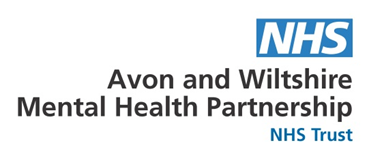 NHS
Avon and Wiltshire
Mental Health Partnership
NHS Trust